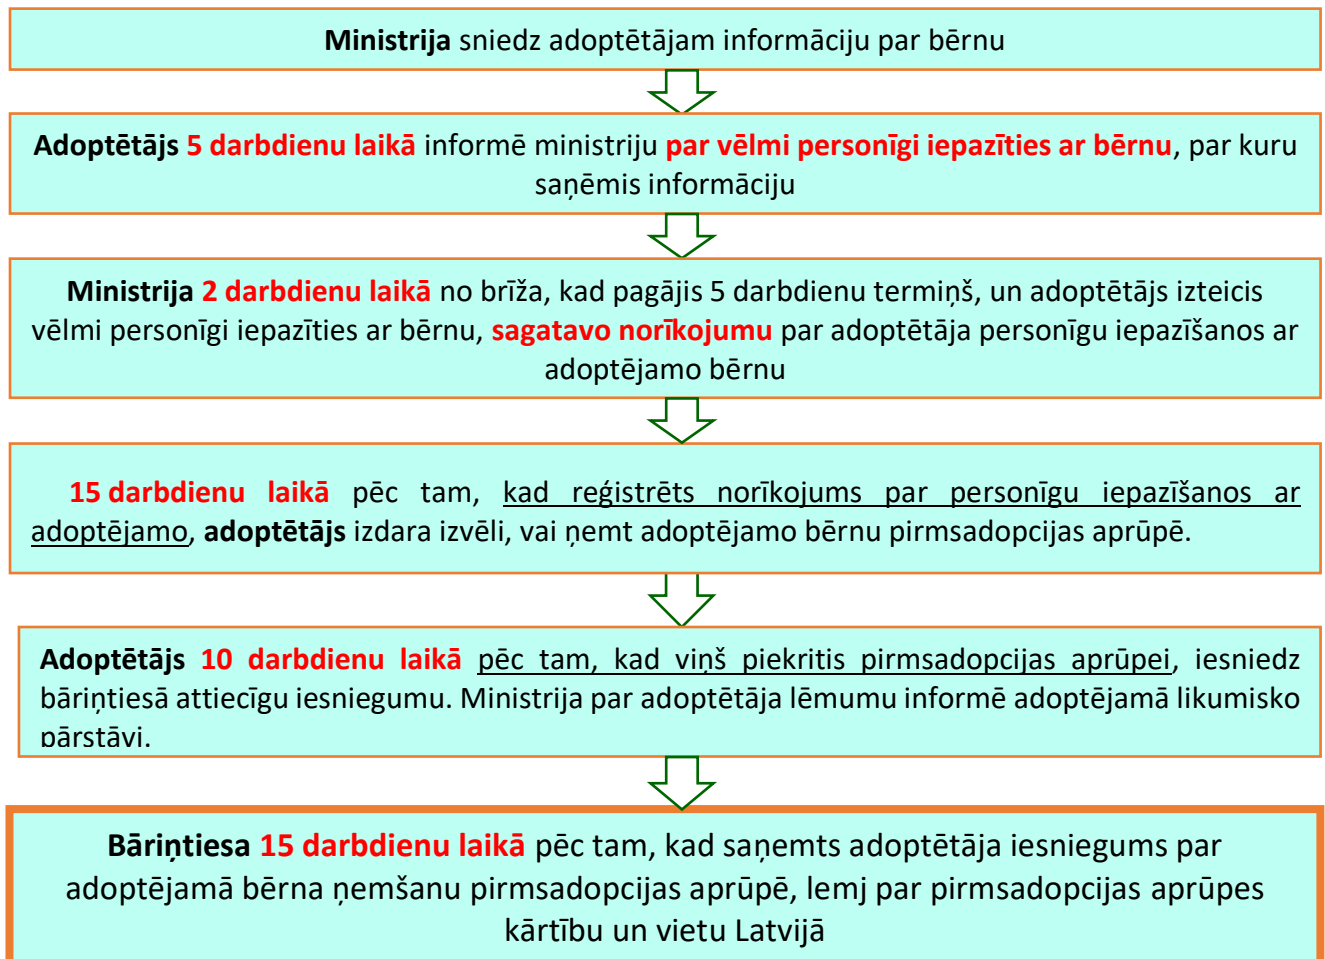 Ministrija sniedz adoptētājam informāciju par bērnu
Adoptētājs 5 darbdienu laikā informē ministriju par vēlmi personīgi iepazīties ar bērnu, par kuru
saņēmis informāciju
Ministrija 2 darbdienu laikā no brīža, kad pagājis 5 darbdienu termiņš, un adoptētājs izteicis
vēlmi personīgi iepazīties ar bērnu, sagatavo norīkojumu par adoptētāja personīgu iepazīšanos ar
adoptējamo bērnu
15 darbdienu laikā pēc tam, kad reģistrēts norīkojums par personīgu iepazīšanos ar
adoptējamo, adoptētājs izdara izvēli, vai ņemt adoptējamo bērnu pirmsadopcijas aprūpē.
Adoptētājs 10 darbdienu laikā pēc tam, kad viņš piekritis pirmsadopcijas aprūpei, iesniedz
bāriņtiesā attiecīgu iesniegumu. Ministrija par adoptētāja lēmumu informē adoptējamā likumisko
pārstāvi.
Bāriņtiesa 15 darbdienu laikā pēc tam, kad saņemts adoptētāja iesniegums par
adoptējamā bērna ņemšanu pirmsadopcijas aprūpē, lemj par pirmsadopcijas aprūpes
kārtību un vietu Latvijā